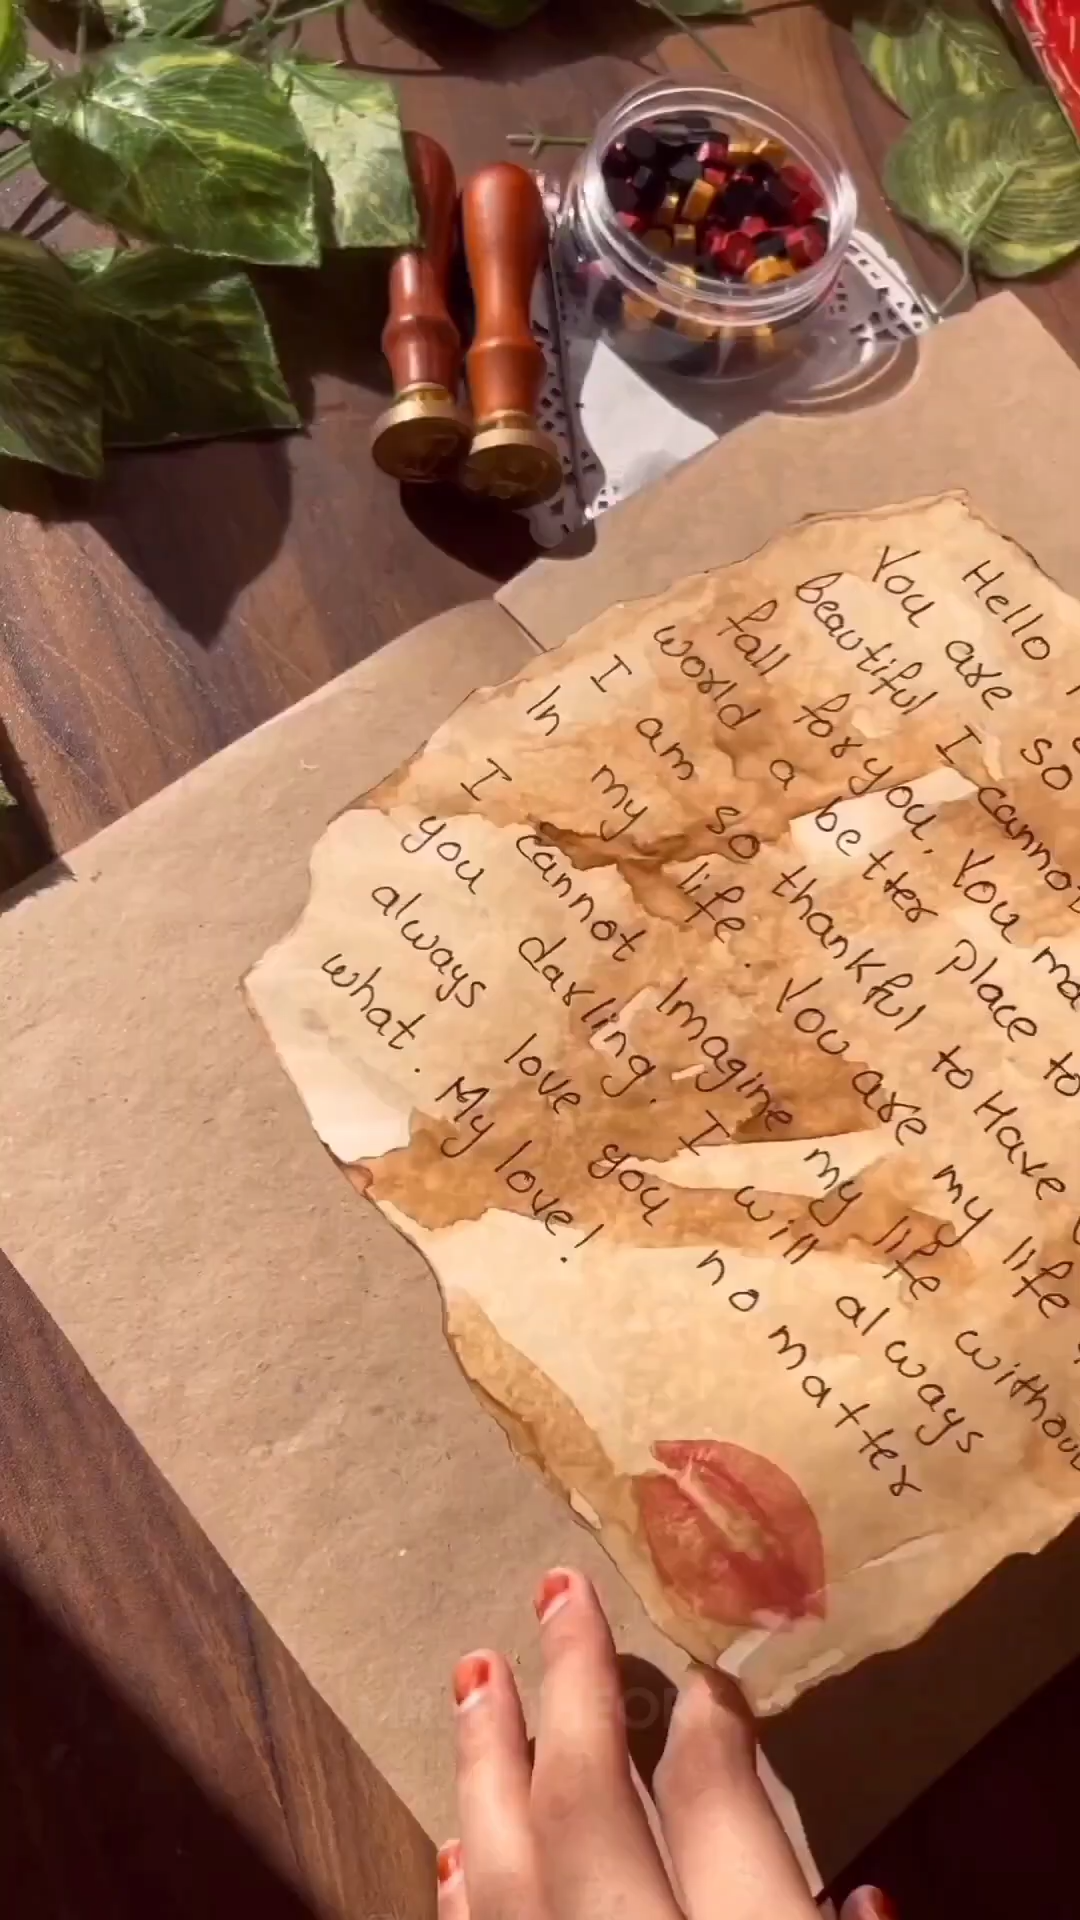 Hello
You are so
beautiful I cannot
fall for you. You
world a better place to
I am so thankful to Have
In my life. You are my life
I cannot Imagine my life
you darling. I will always
always love you no matter
what. My love!